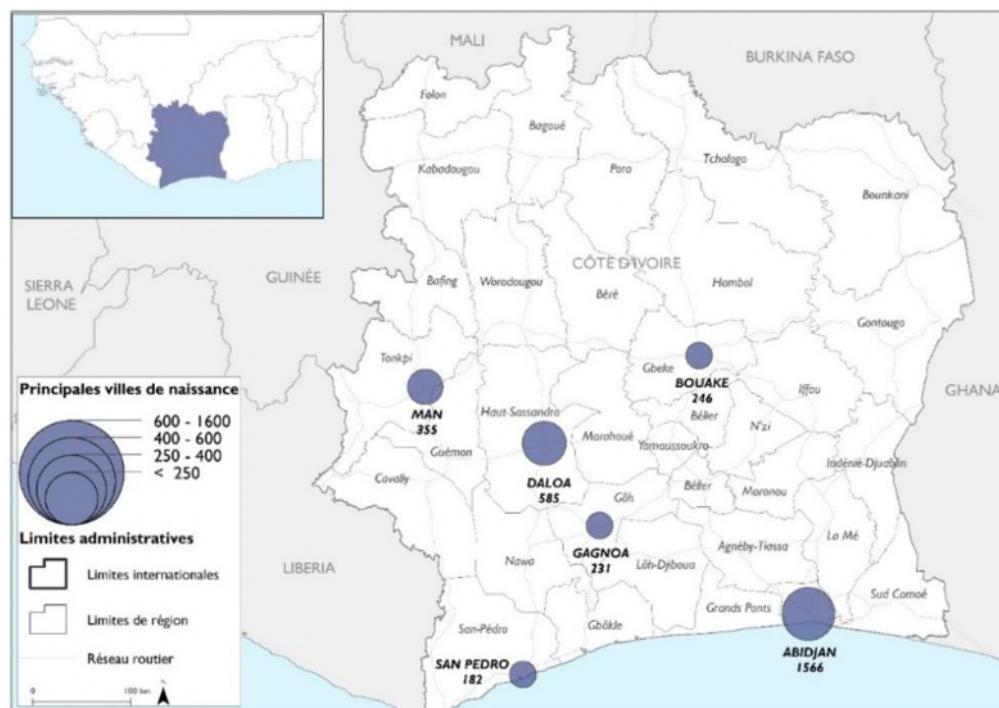 MALI
BURKINA FASO
Folon
Bagoué
Tchologo
Kabadougou
Poro
Bounkani
SIERRA
LEONE
GUINÉE
CÔTE D'IVOIRE
Bafing
Worodougou
Béré
Hambol
Gontougo
Tonkpi
Gbeke
BOUAKE
246
Iffou
GHANA
MAN
355
Haut-Sassandra
Marahoué
Bélier
N'zi
Yamoussoukro
Guémon
Cavally
DALOA
585
Indénié-Djuablin
Bélier
Moronou
Gôh
GAGNOA
231
Nawa
Lôh-Djiboua
Agnéby-Tiassa
La Mé
LIBERIA
Sud Comoé
Grands Ponts
San-Pédro
Gbôkle
ABIDJAN
1566
SAN PEDRO
182
Principales villes de naissance
600 - 1600
400 - 600
250 - 400
< 250
Limites administratives
Limites internationales
Limites de région
Réseau routier
0
100 km
N